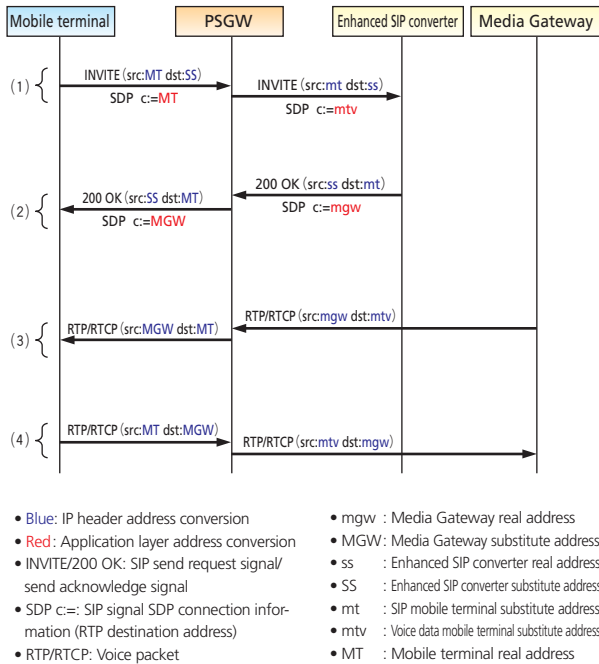 Mobile terminal
PSGW
Enhanced SIP converter
Media Gateway
(1)
INVITE (src:MT dst:SS)
SDP c:=MT
INVITE (src:mt dst:ss)
SDP c:=mtv
(2)
200 OK (src:ss dst:mt)
SDP c:=mgw
200 OK (src:SS dst:MT)
SDP c:=MGW
(3)
RTP/RTCP (src:mgw dst:mtv)
RTP/RTCP (src:MGW dst:MT)
(4)
RTP/RTCP (src:MT dst:MGW)
RTP/RTCP (src:mtv dst:mgw)
• Blue: IP header address conversion
• Red: Application layer address conversion
• INVITE/200 OK: SIP send request signal/
send acknowledge signal
• SDP c:=: SIP signal SDP connection infor-
mation (RTP destination address)
• RTP/RTCP: Voice packet
• mgw : Media Gateway real address
• MGW : Media Gateway substitute address
• ss : Enhanced SIP converter real address
• SS : Enhanced SIP converter substitute address
• mt : SIP mobile terminal substitute address
• mtv : Voice data mobile terminal substitute address
• MT : Mobile terminal real address